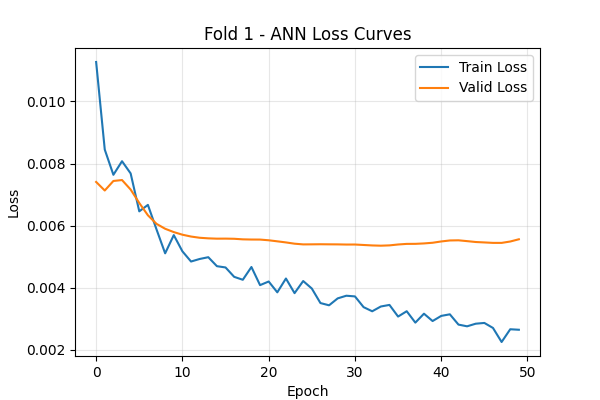 Fold 1 - ANN Loss Curves
Train Loss
Valid Loss
0.010
0.008
0.006
0.004
0.002
Loss
0 10 20 30 40 50
Epoch